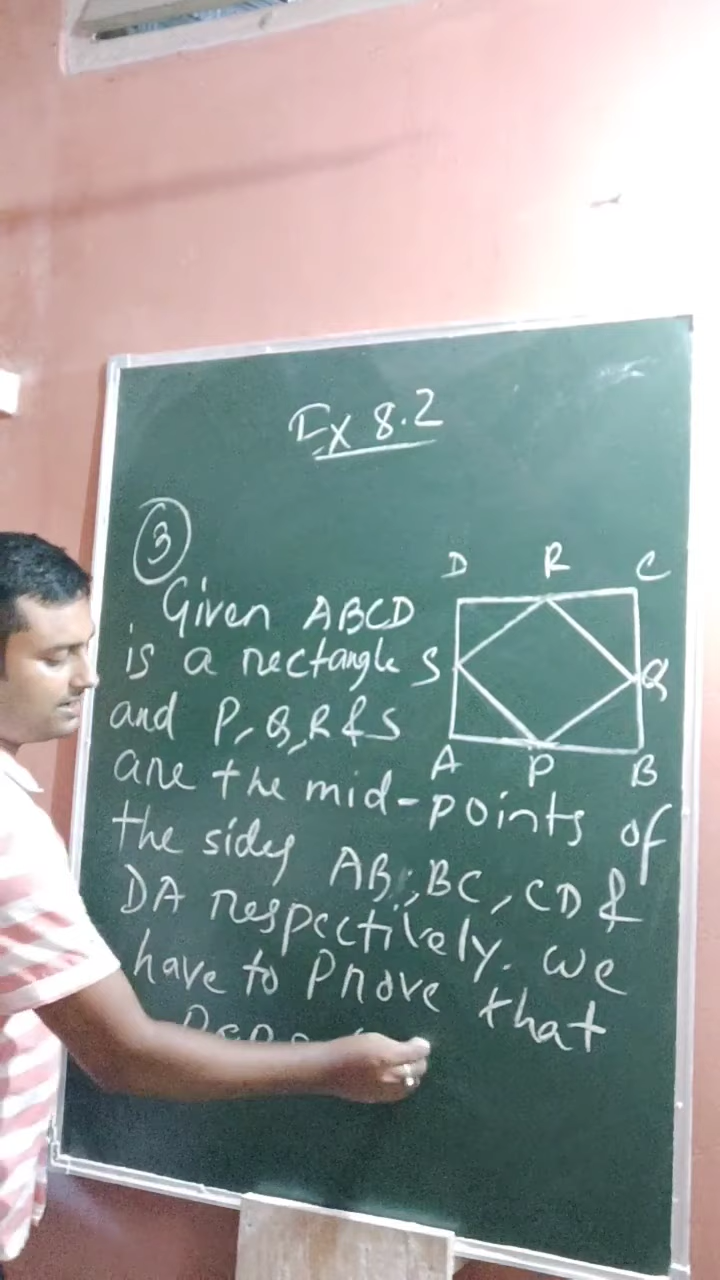 Ex 8.2
3
D R C
Given ABCD
is a rectangle S Q
and P, Q, R & S
A P B
are the mid-points of
the sides AB, BC, CD &
DA respectively. We
have to Prove that